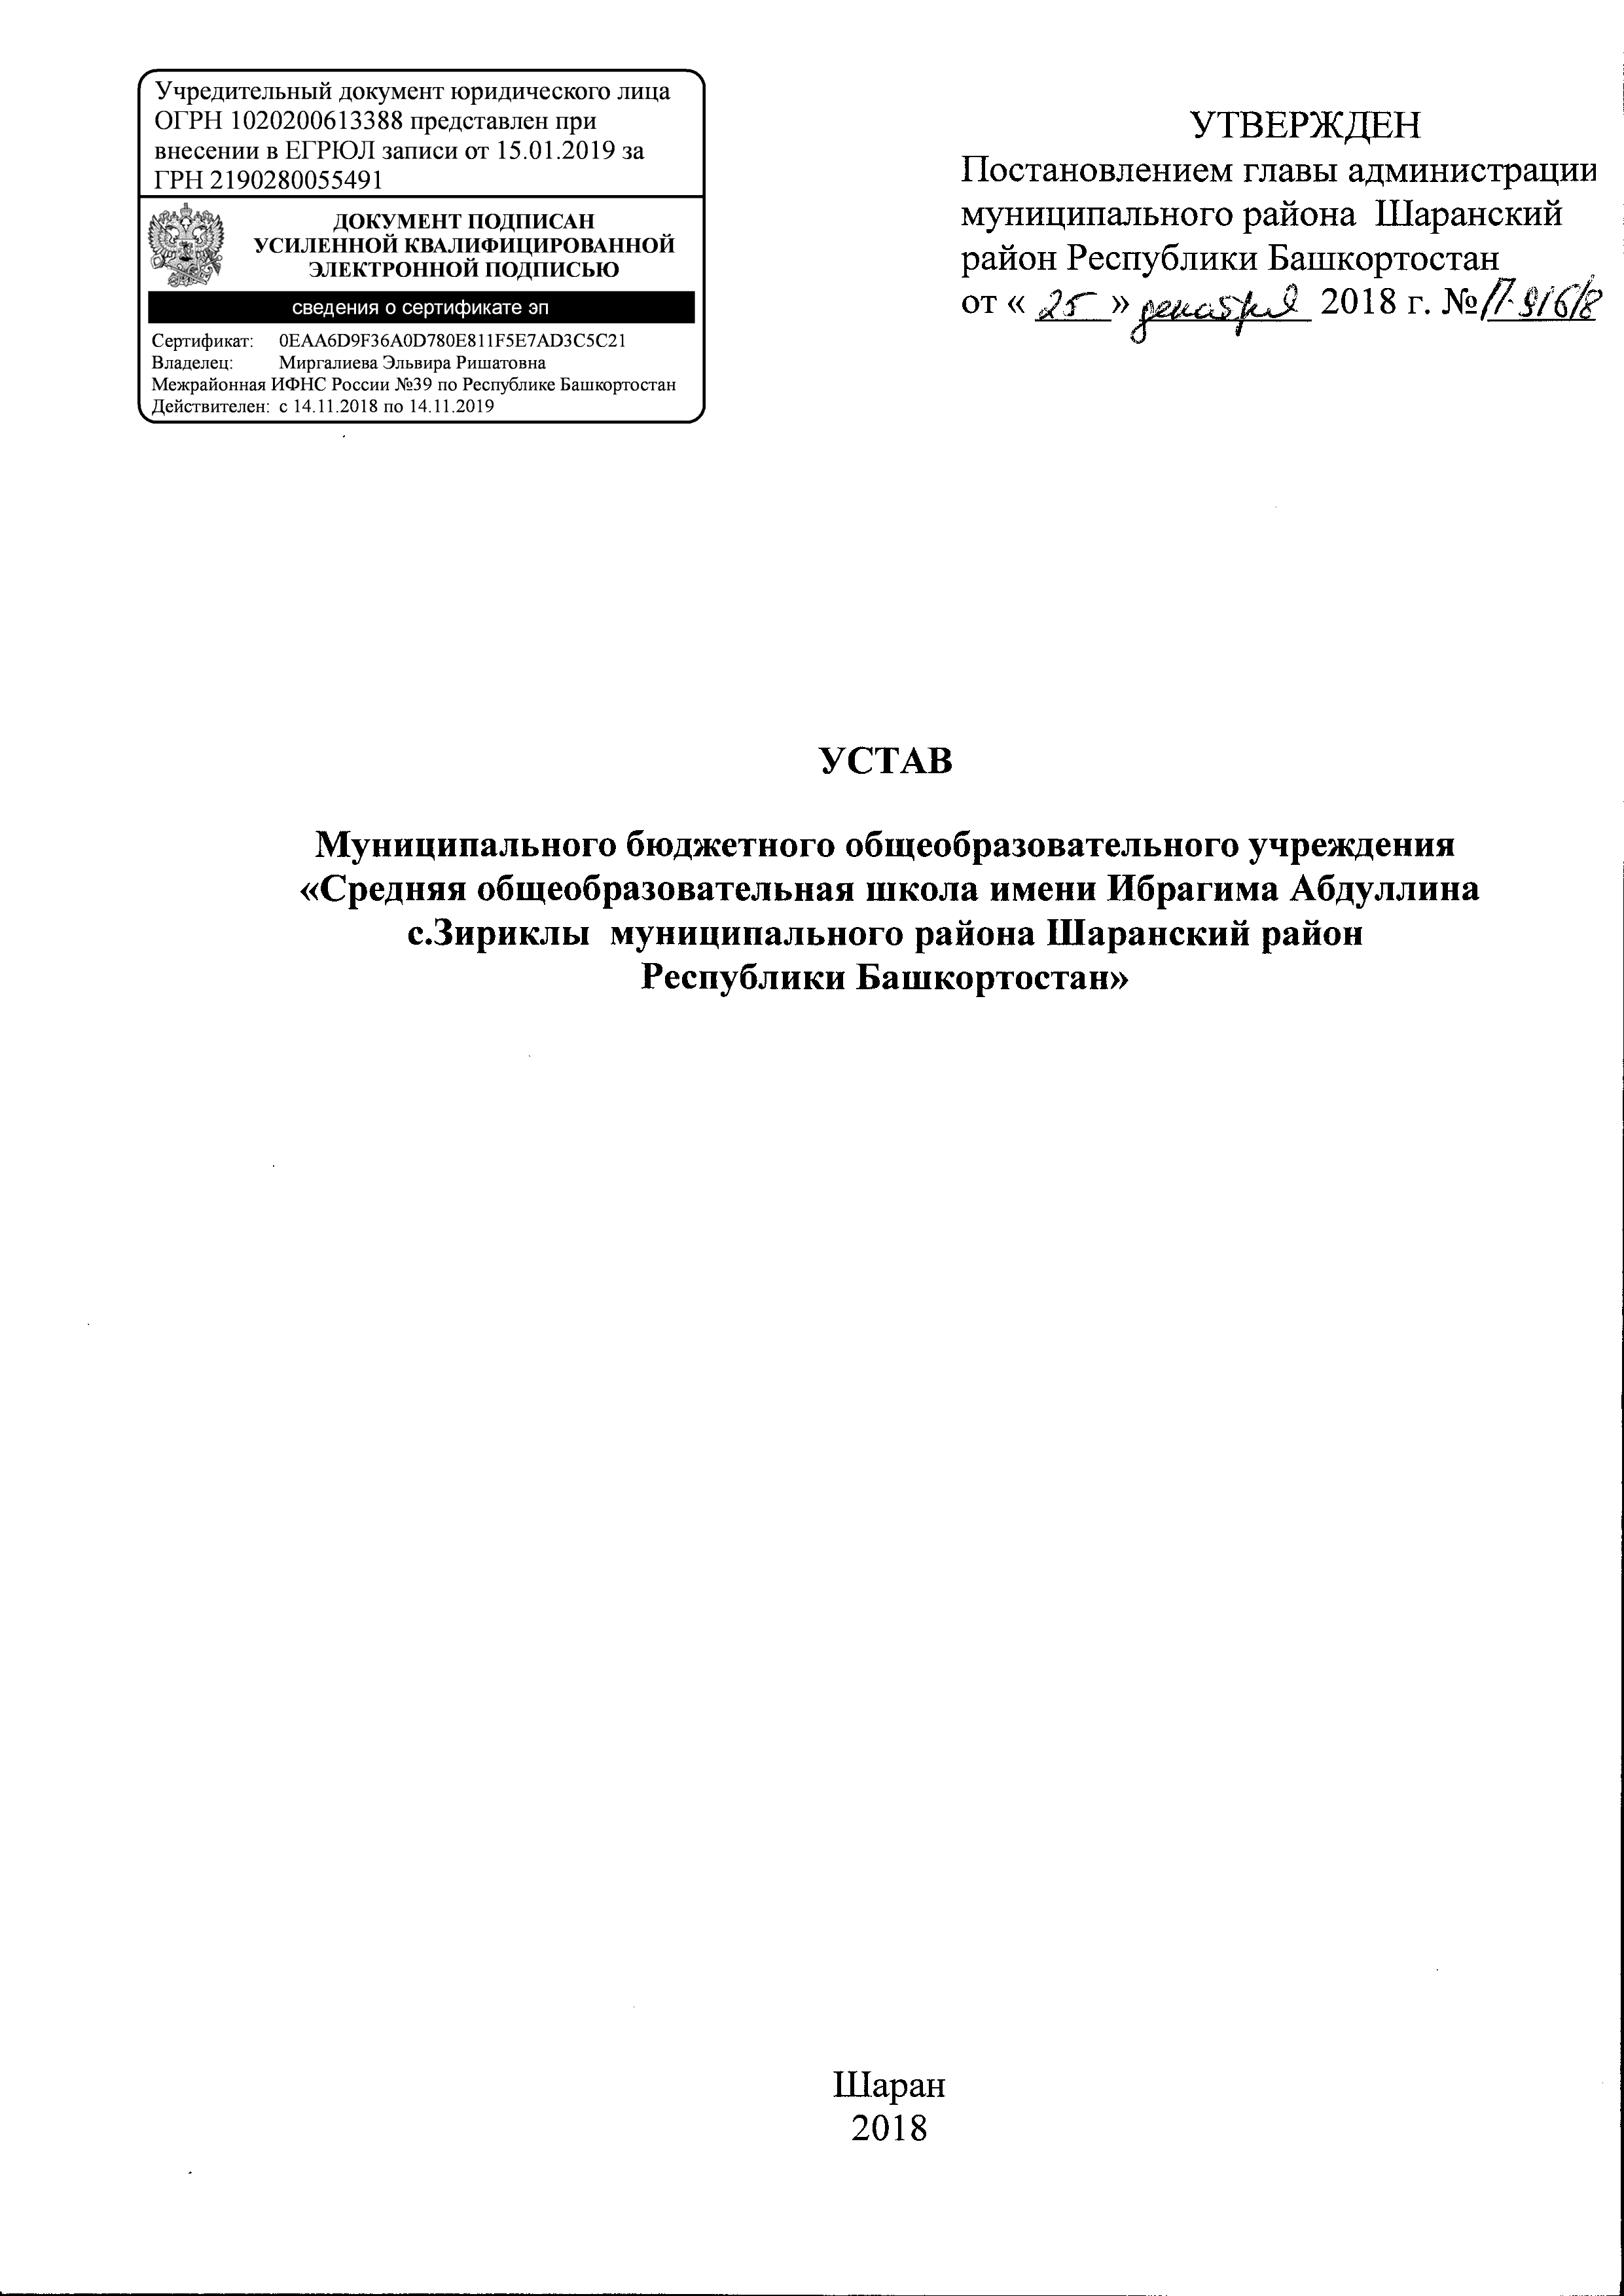 Учредительный документ юридического лица
ОГРН 1020200613388 представлен при
внесении в ЕГРЮЛ записи от 15.01.2019 за
ГРН 2190280055491
ДОКУМЕНТ ПОДПИСАН
УСИЛЕННОЙ КВАЛИФИЦИРОВАННОЙ
ЭЛЕКТРОННОЙ ПОДПИСЬЮ
сведения о сертификате эп
Сертификат: 0EAA6D9F36A0D780E811F5E7AD3C5C21
Владелец: Миргалиева Эльвира Ришатовна
Межрайонная ИФНС России №39 по Республике Башкортостан
Действителен: с 14.11.2018 по 14.11.2019
УТВЕРЖДЕН
Постановлением главы администрации
муниципального района Шаранский
район Республики Башкортостан
от « 25 » декабря 2018 г. №
УСТАВ
Муниципального бюджетного общеобразовательного учреждения
«Средняя общеобразовательная школа имени Ибрагима Абдуллина
с.Зириклы муниципального района Шаранский район
Республики Башкортостан»
Шаран
2018